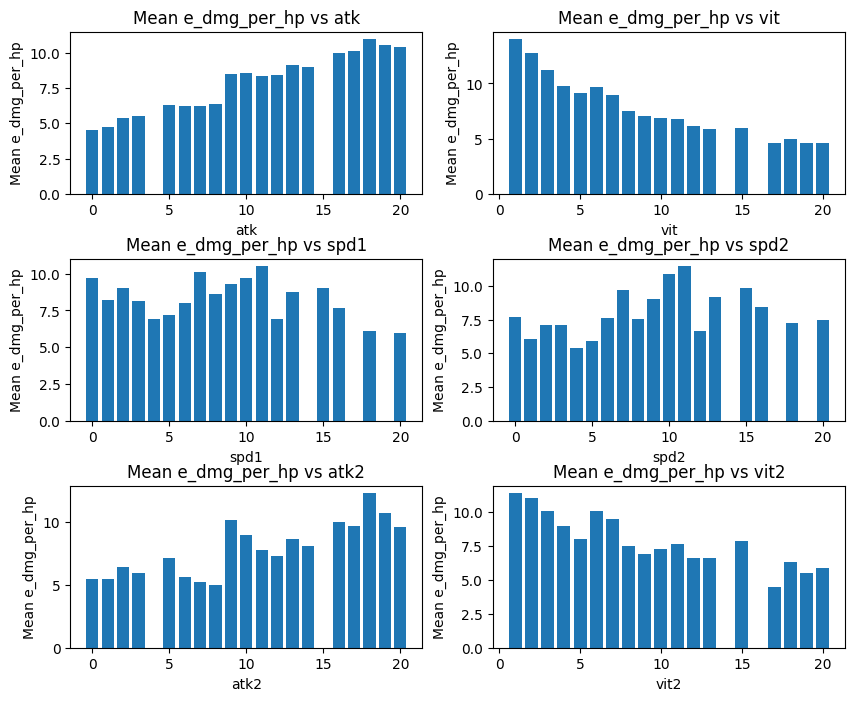 Mean e_dmg_per_hp vs atk
Mean e_dmg_per_hp
10.0
7.5
5.0
2.5
0.0
0 5 10 15 20
atk
Mean e_dmg_per_hp vs vit
Mean e_dmg_per_hp
10
5
0
0 5 10 15 20
vit
Mean e_dmg_per_hp vs spd1
Mean e_dmg_per_hp
10.0
7.5
5.0
2.5
0.0
0 5 10 15 20
spd1
Mean e_dmg_per_hp vs spd2
Mean e_dmg_per_hp
10.0
7.5
5.0
2.5
0.0
0 5 10 15 20
spd2
Mean e_dmg_per_hp vs atk2
Mean e_dmg_per_hp
10
5
0
0 5 10 15 20
atk2
Mean e_dmg_per_hp vs vit2
Mean e_dmg_per_hp
10.0
7.5
5.0
2.5
0.0
0 5 10 15 20
vit2